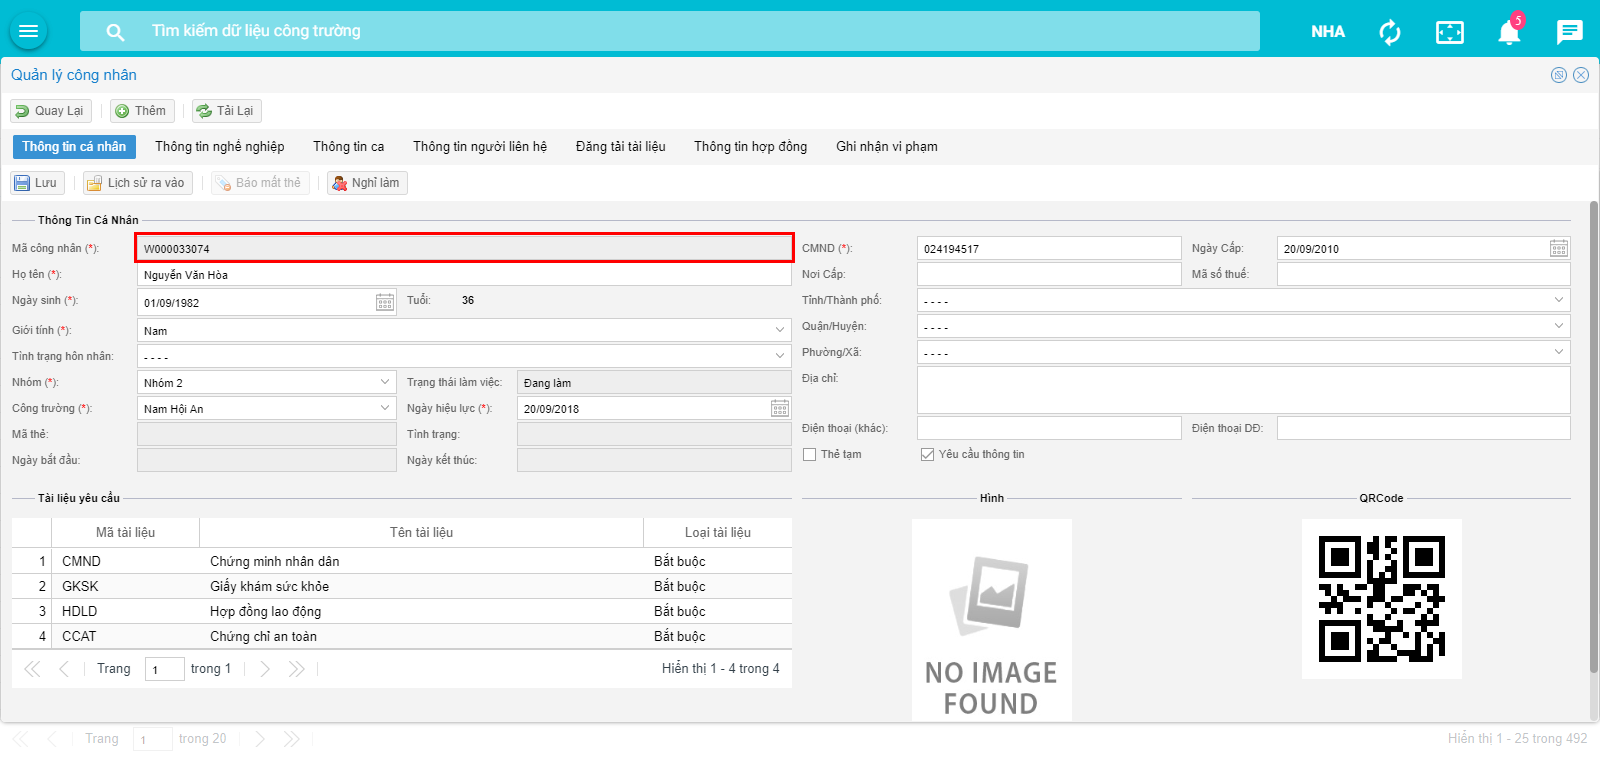 Tìm kiếm dữ liệu công trường
NHA
5
Quản lý công nhân
Quay Lại
Thêm
Tải Lại
Thông tin cá nhân
Thông tin nghề nghiệp
Thông tin ca
Thông tin người liên hệ
Đăng tải tài liệu
Thông tin hợp đồng
Ghi nhận vi phạm
Lưu
Lịch sử ra vào
Báo mất thẻ
Nghỉ làm
Thông Tin Cá Nhân
Mã công nhân (*): W000033074
Họ tên (*): Nguyễn Văn Hòa
Ngày sinh (*): 01/09/1982 Tuổi: 36
Giới tính (*): Nam
Tình trạng hôn nhân: - - - -
Nhóm (*): Nhóm 2 Trạng thái làm việc: Đang làm
Công trường (*): Nam Hội An Ngày hiệu lực (*): 20/09/2018
Mã thẻ: Tình trạng:
Ngày bắt đầu: Ngày kết thúc:
CMND (*): 024194517 Ngày Cấp: 20/09/2010
Nơi Cấp: Mã số thuế:
Tỉnh/Thành phố: - - - -
Quận/Huyện: - - - -
Phường/Xã: - - - -
Địa chỉ:
Điện thoại (khác): Điện thoại DĐ:
Thẻ tạm Yêu cầu thông tin
Tài liệu yêu cầu
Mã tài liệu Tên tài liệu Loại tài liệu
1 CMND Chứng minh nhân dân Bắt buộc
2 GKSK Giấy khám sức khỏe Bắt buộc
3 HDLD Hợp đồng lao động Bắt buộc
4 CCAT Chứng chỉ an toàn Bắt buộc
Trang 1 trong 1 Hiển thị 1 - 4 trong 4
Hình
NO IMAGE
FOUND
QRCode
Trang 1 trong 20 Hiển thị 1 - 25 trong 492